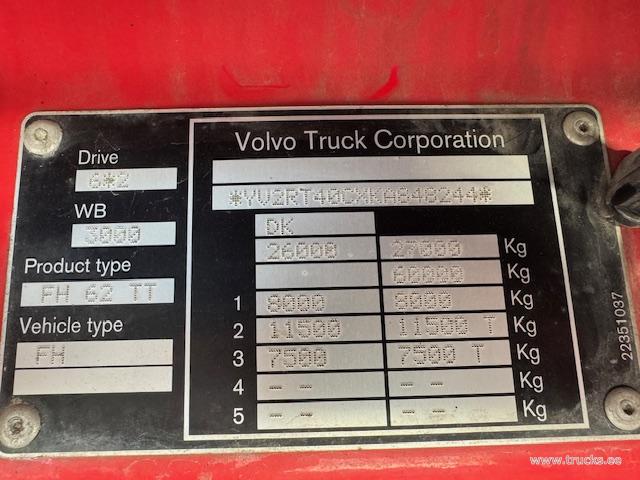 Volvo Truck Corporation
Drive
6*2
*YV2RT40CXKA848244*
WB
3000
DK
26000 27000 Kg
Product type
FH 62 TT
60000 Kg
Vehicle type
FH
1 8000 8000 Kg
2 11500 11500 T Kg
3 7500 7500 T Kg
4 -- -- Kg
5 -- -- Kg
22351037
www.trucks.ee